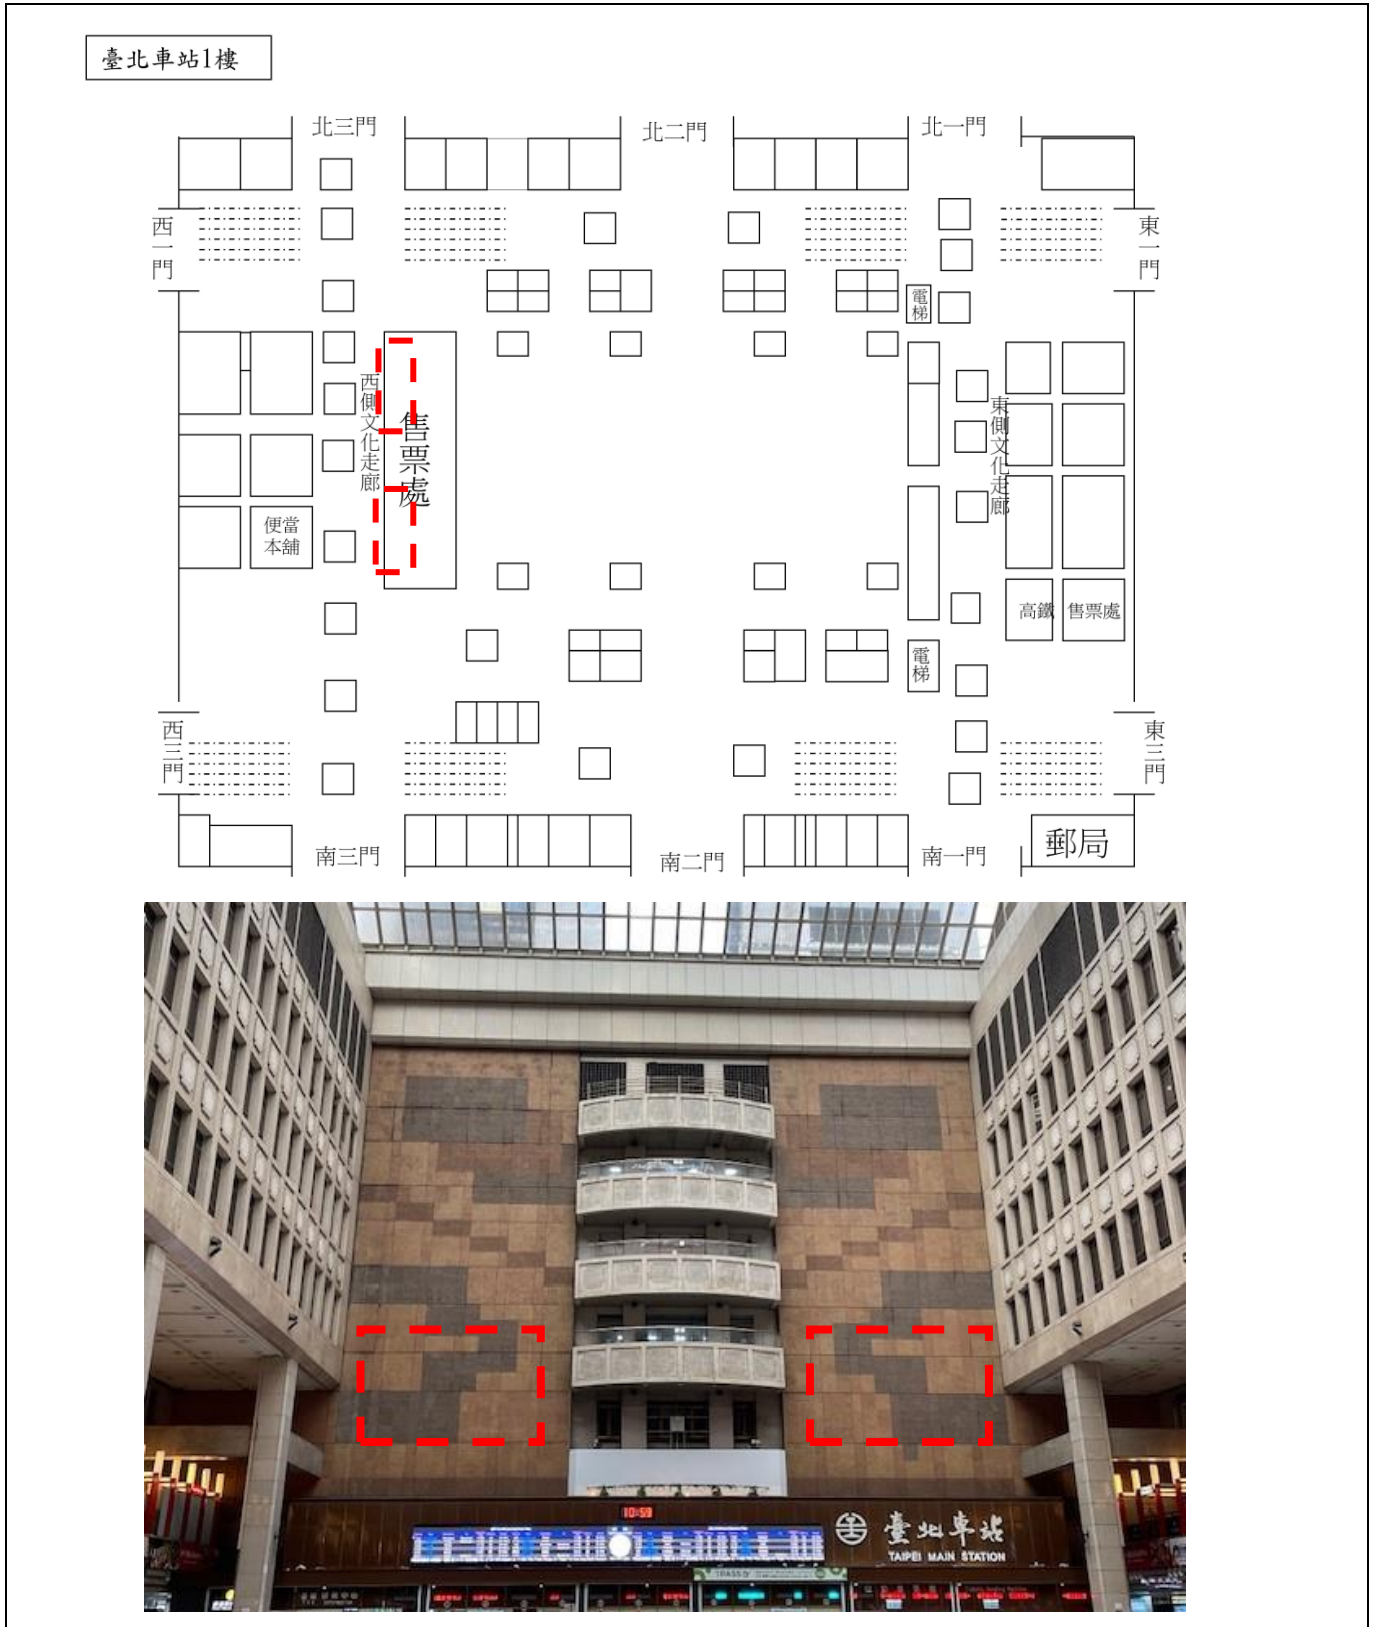 臺北車站1樓
北三門
北二門
北一門
西一門
東一門
電梯
西側文化走廊
售票處
東側文化走廊
便當
本舖
高鐵
售票處
電梯
西三門
東三門
南三門
南二門
南一門
郵局
10:59
臺北車站
TAIPEI MAIN STATION